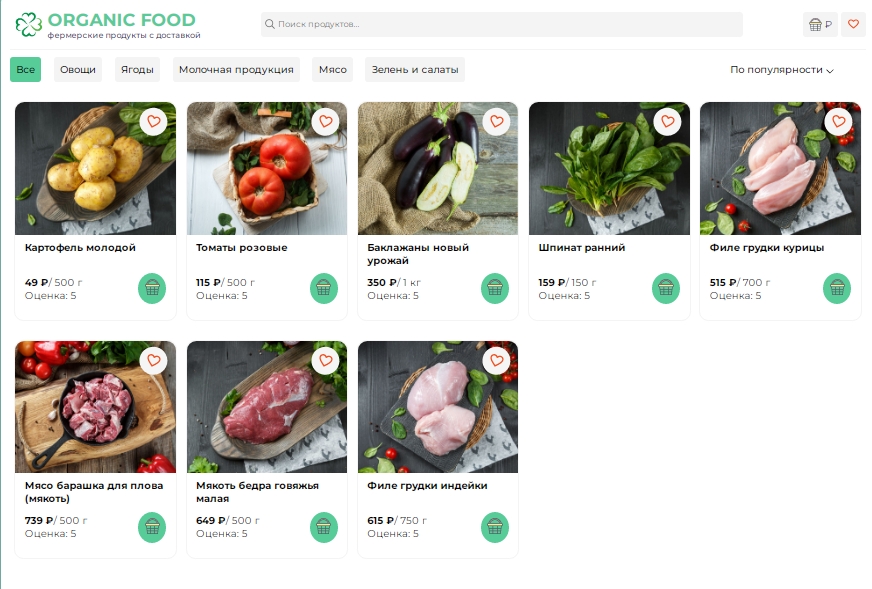 ORGANIC FOOD
фермерские продукты с доставкой
Поиск продуктов...
₽
Все
Овощи
Ягоды
Молочная продукция
Мясо
Зелень и салаты
По популярности
Картофель молодой
49 ₽/ 500 г
Оценка: 5
Томаты розовые
115 ₽/ 500 г
Оценка: 5
Баклажаны новый
урожай
350 ₽/ 1 кг
Оценка: 5
Шпинат ранний
159 ₽/ 150 г
Оценка: 5
Филе грудки курицы
515 ₽/ 700 г
Оценка: 5
Мясо барашка для плова
(мякоть)
739 ₽/ 500 г
Оценка: 5
Мякоть бедра говяжья
малая
649 ₽/ 500 г
Оценка: 5
Филе грудки индейки
615 ₽/ 750 г
Оценка: 5